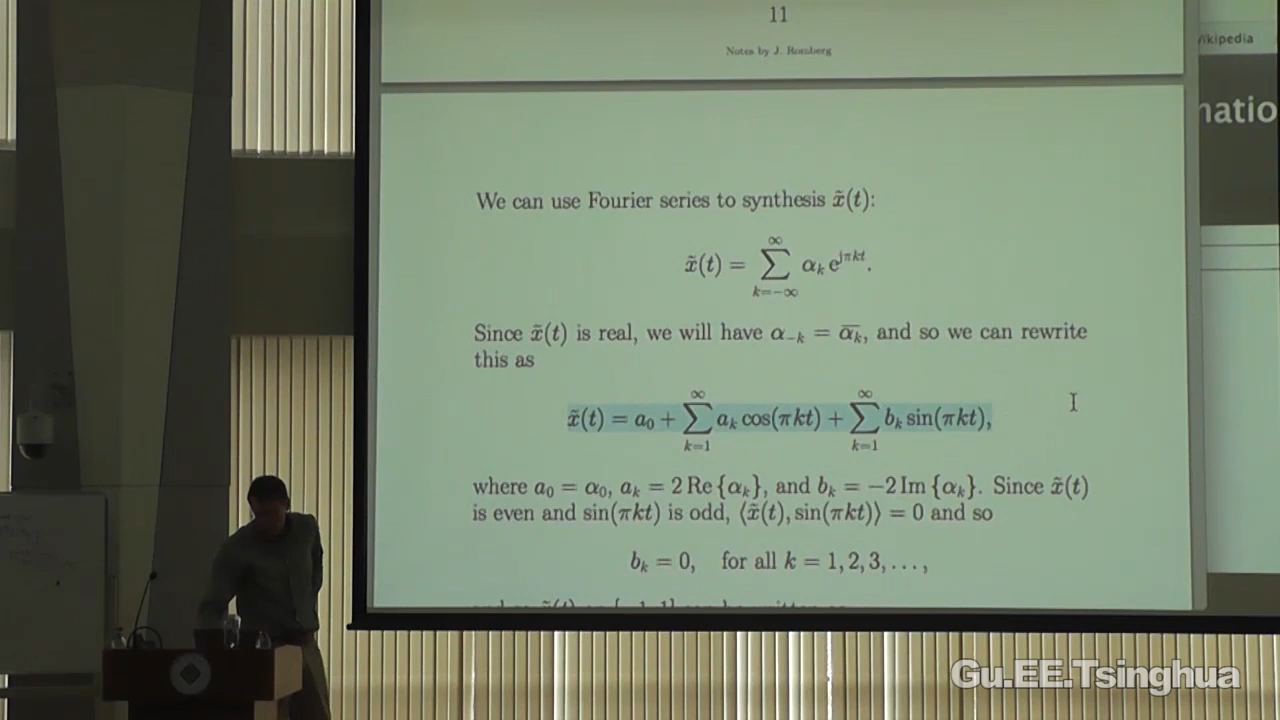 11
Notes by J. Romberg
Wikipedia
natio
We can use Fourier series to synthesis x̃(t):
x̃(t) = ∑_{k=−∞}^{∞} α_k e^{jπkt}.
Since x̃(t) is real, we will have α_{−k} = \overline{α_k}, and so we can rewrite
this as
x̃(t) = a_0 + ∑_{k=1}^{∞} a_k cos(πkt) + ∑_{k=1}^{∞} b_k sin(πkt),
where a_0 = α_0, a_k = 2 Re {α_k}, and b_k = −2 Im {α_k}. Since x̃(t)
is even and sin(πkt) is odd, ⟨x̃(t), sin(πkt)⟩ = 0 and so
b_k = 0, for all k = 1, 2, 3, . . . ,
Gu.EE.Tsinghua